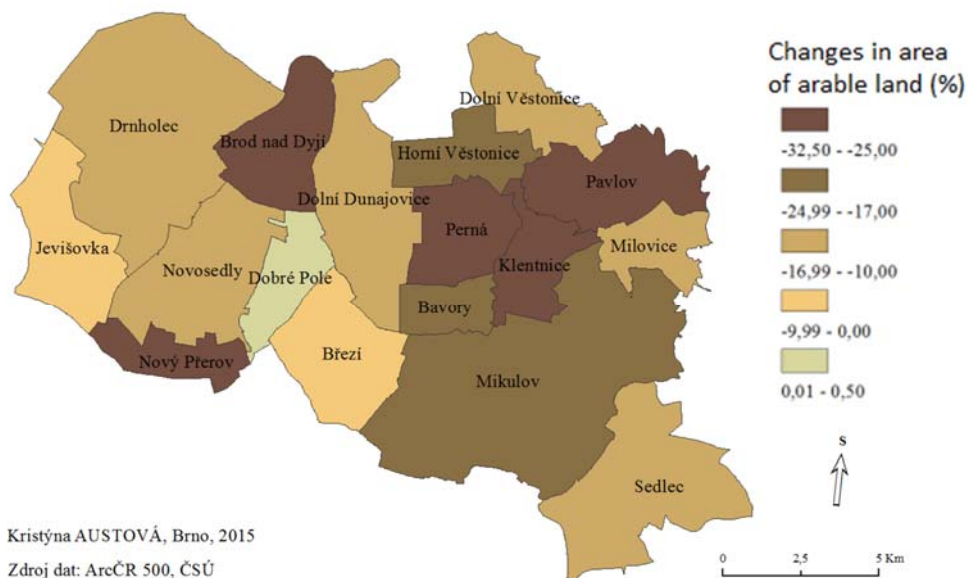 Changes in area
of arable land (%)
-32,50 - -25,00
-24,99 - -17,00
-16,99 - -10,00
-9,99 - 0,00
0,01 - 0,50
Dolní Věstonice
Drnholec
Brod nad Dyjí
Horní Věstonice
Pavlov
Dolní Dunajovice
Perná
Jevišovka
Milovice
Klentnice
Novosedly
Dobré Pole
Bavory
Březí
Nový Přerov
Mikulov
S
Sedlec
Kristýna AUSTOVÁ, Brno, 2015
Zdroj dat: ArcČR 500, ČSÚ
0 2,5 5 Km